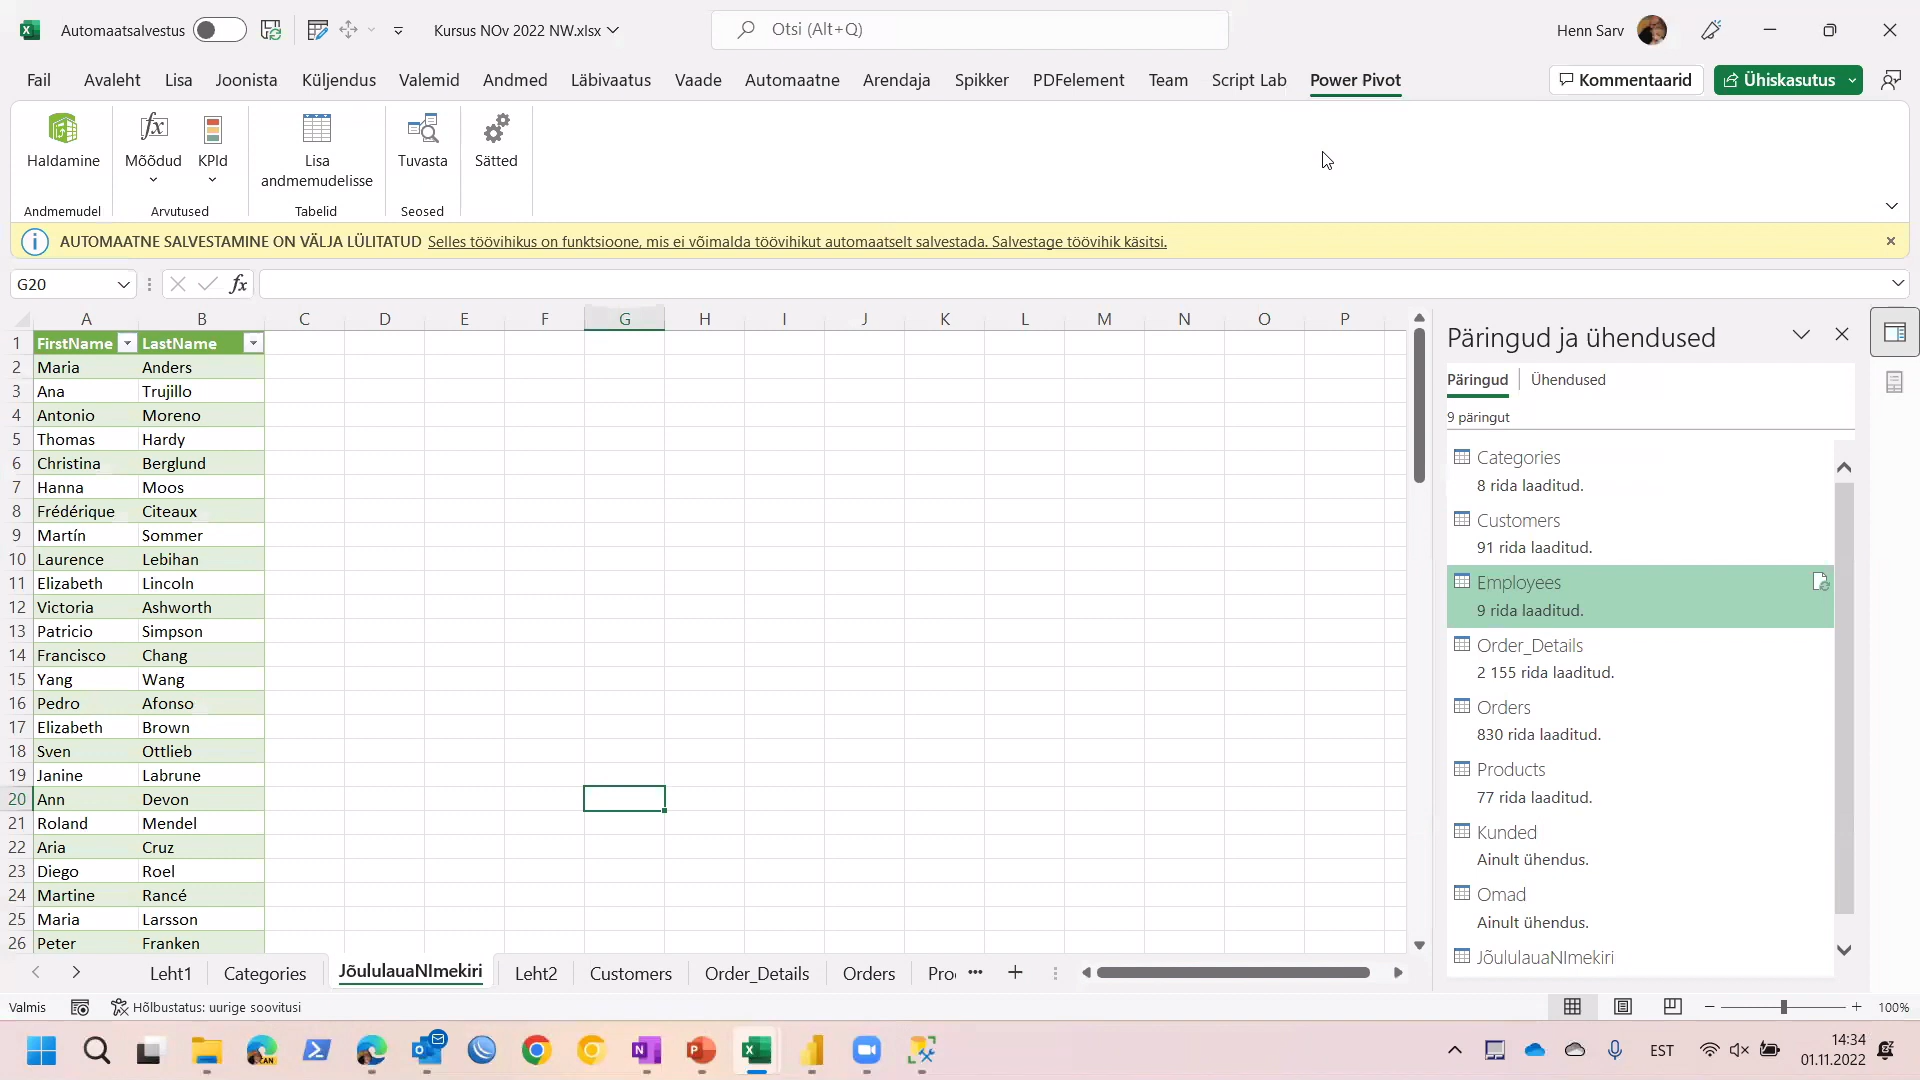 Automaatsalvestus
Kursus NOv 2022 NW.xlsx
Otsi (Alt+Q)
Henn Sarv
Fail Avaleht Lisa Joonista Küljendus Valemid Andmed Läbivaatus Vaade Automaatne Arendaja Spikker PDFelement Team Script Lab Power Pivot Kommentaarid Ühiskasutus
Haldamine Mõõdud KPId Lisa andmemudelisse Tuvasta Sätted
Andmemudel Arvutused Tabelid Seosed
AUTOMAATNE SALVESTAMINE ON VÄLJA LÜLITATUD Selles töövihikus on funktsioone, mis ei võimalda töövihikut automaatselt salvestada. Salvestage töövihik käsitsi.
G20 fx
A B C D E F G H I J K L M N O P
1 FirstName LastName
2 Maria Anders
3 Ana Trujillo
4 Antonio Moreno
5 Thomas Hardy
6 Christina Berglund
7 Hanna Moos
8 Frédérique Citeaux
9 Martín Sommer
10 Laurence Lebihan
11 Elizabeth Lincoln
12 Victoria Ashworth
13 Patricio Simpson
14 Francisco Chang
15 Yang Wang
16 Pedro Afonso
17 Elizabeth Brown
18 Sven Ottlieb
19 Janine Labrune
20 Ann Devon
21 Roland Mendel
22 Aria Cruz
23 Diego Roel
24 Martine Rancé
25 Maria Larsson
26 Peter Franken
Päringud ja ühendused
Päringud Ühendused
9 päringut
Categories
8 rida laaditud.
Customers
91 rida laaditud.
Employees
9 rida laaditud.
Order_Details
2 155 rida laaditud.
Orders
830 rida laaditud.
Products
77 rida laaditud.
Kunded
Ainult ühendus.
Omad
Ainult ühendus.
JõululauaNImekiri
Leht1 Categories JõululauaNImekiri Leht2 Customers Order_Details Orders Pro
Valmis Hõlbustatus: uurige soovitusi 100%
CAN
EST
14:34
01.11.2022